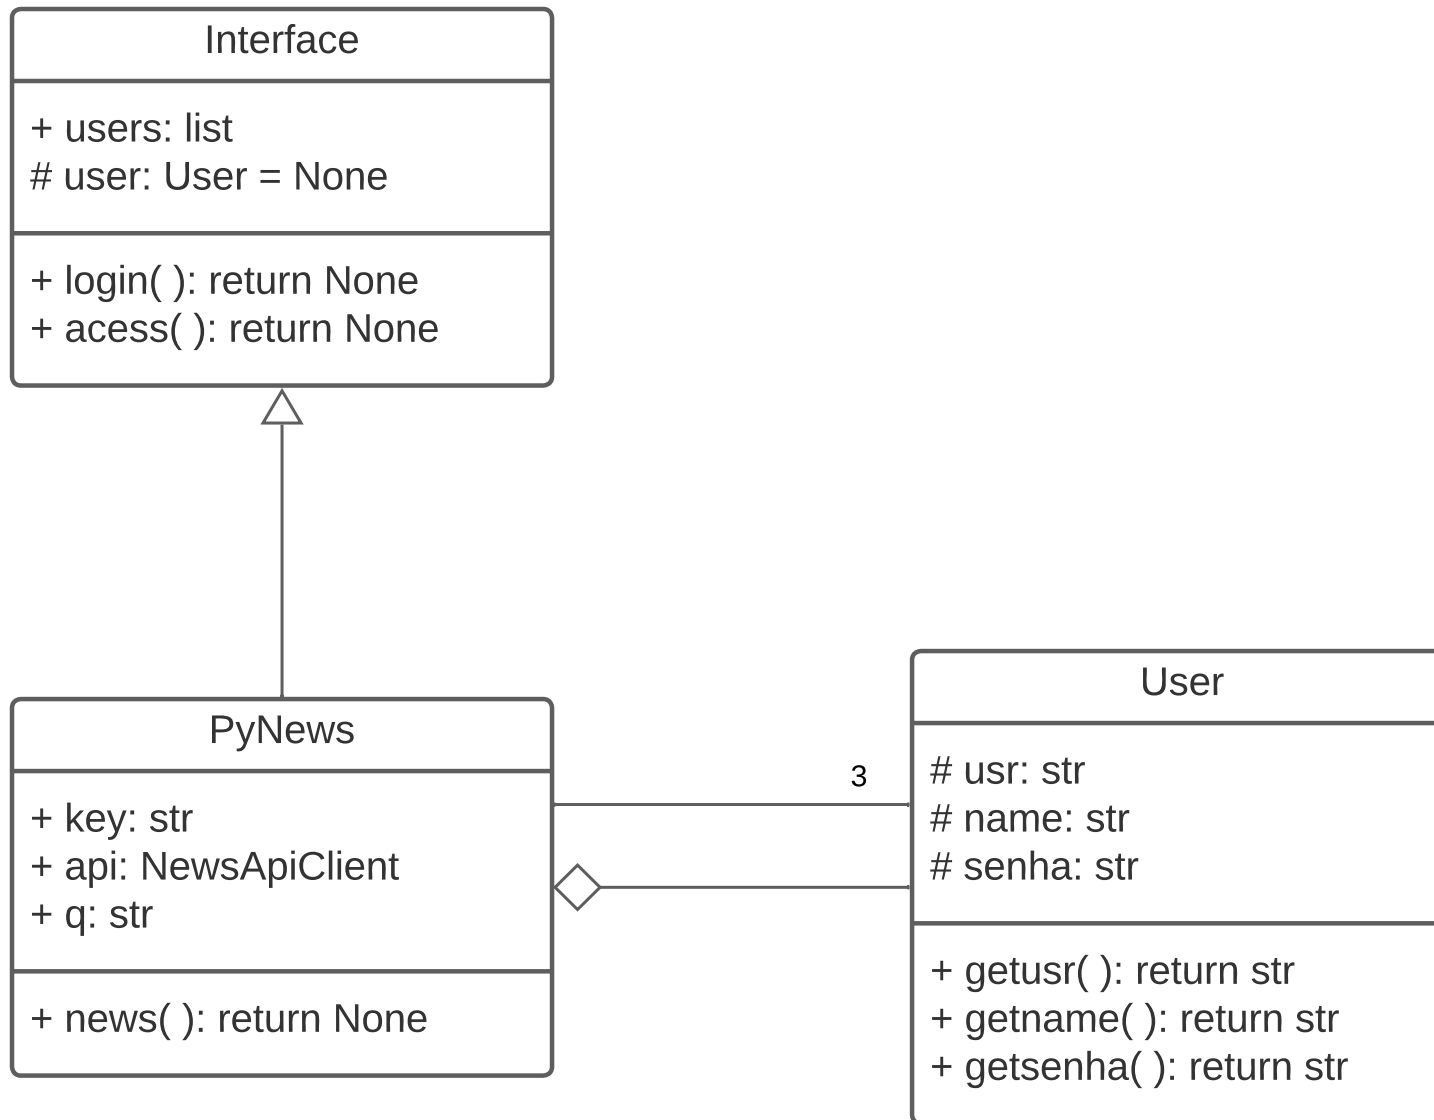 Interface
+ users: list
# user: User = None
+ login( ): return None
+ acess( ): return None
PyNews
+ key: str
+ api: NewsApiClient
+ q: str
+ news( ): return None
3
User
# usr: str
# name: str
# senha: str
+ getusr( ): return str
+ getname( ): return str
+ getsenha( ): return str